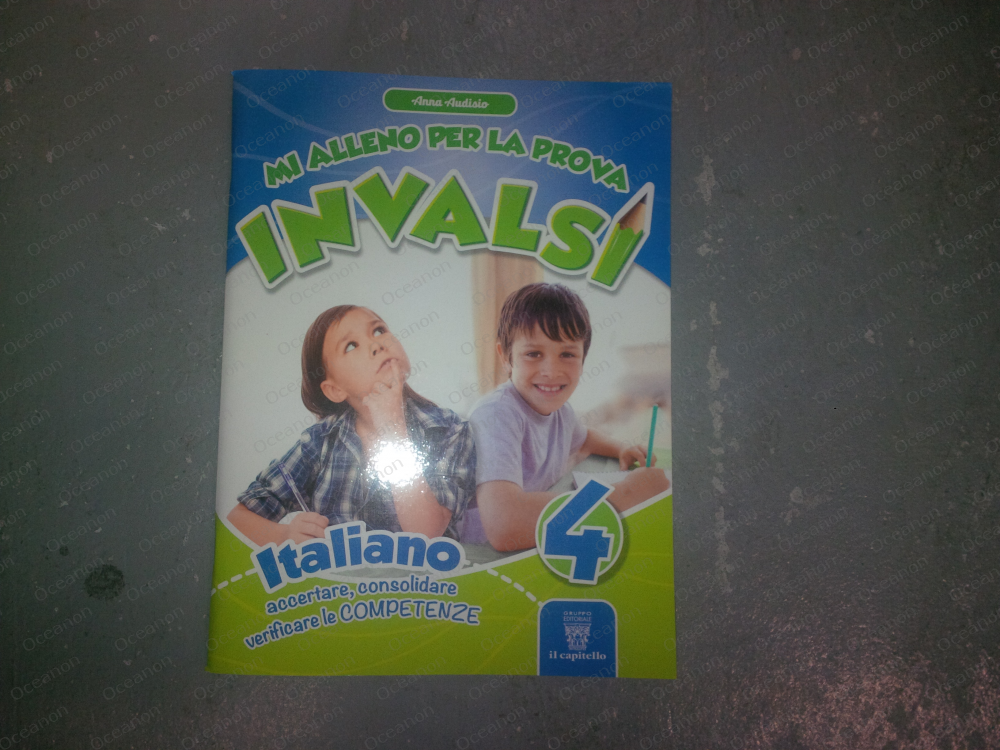 Anna Audisio
MI ALLENO PER LA PROVA
INVALSI
Italiano
accertare, consolidare
verificare le COMPETENZE
4
GRUPPO
EDITORIALE
il capitello
Oceanon